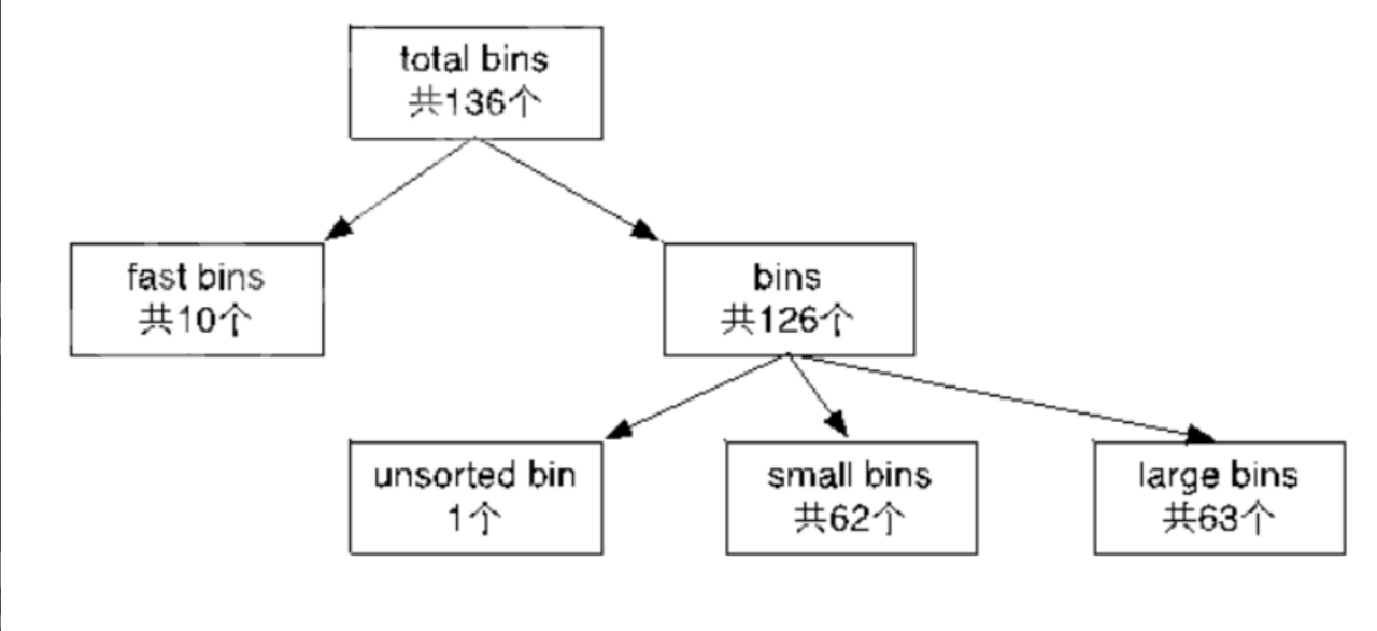 total bins
共136个
fast bins
共10个
bins
共126个
unsorted bin
1个
small bins
共62个
large bins
共63个